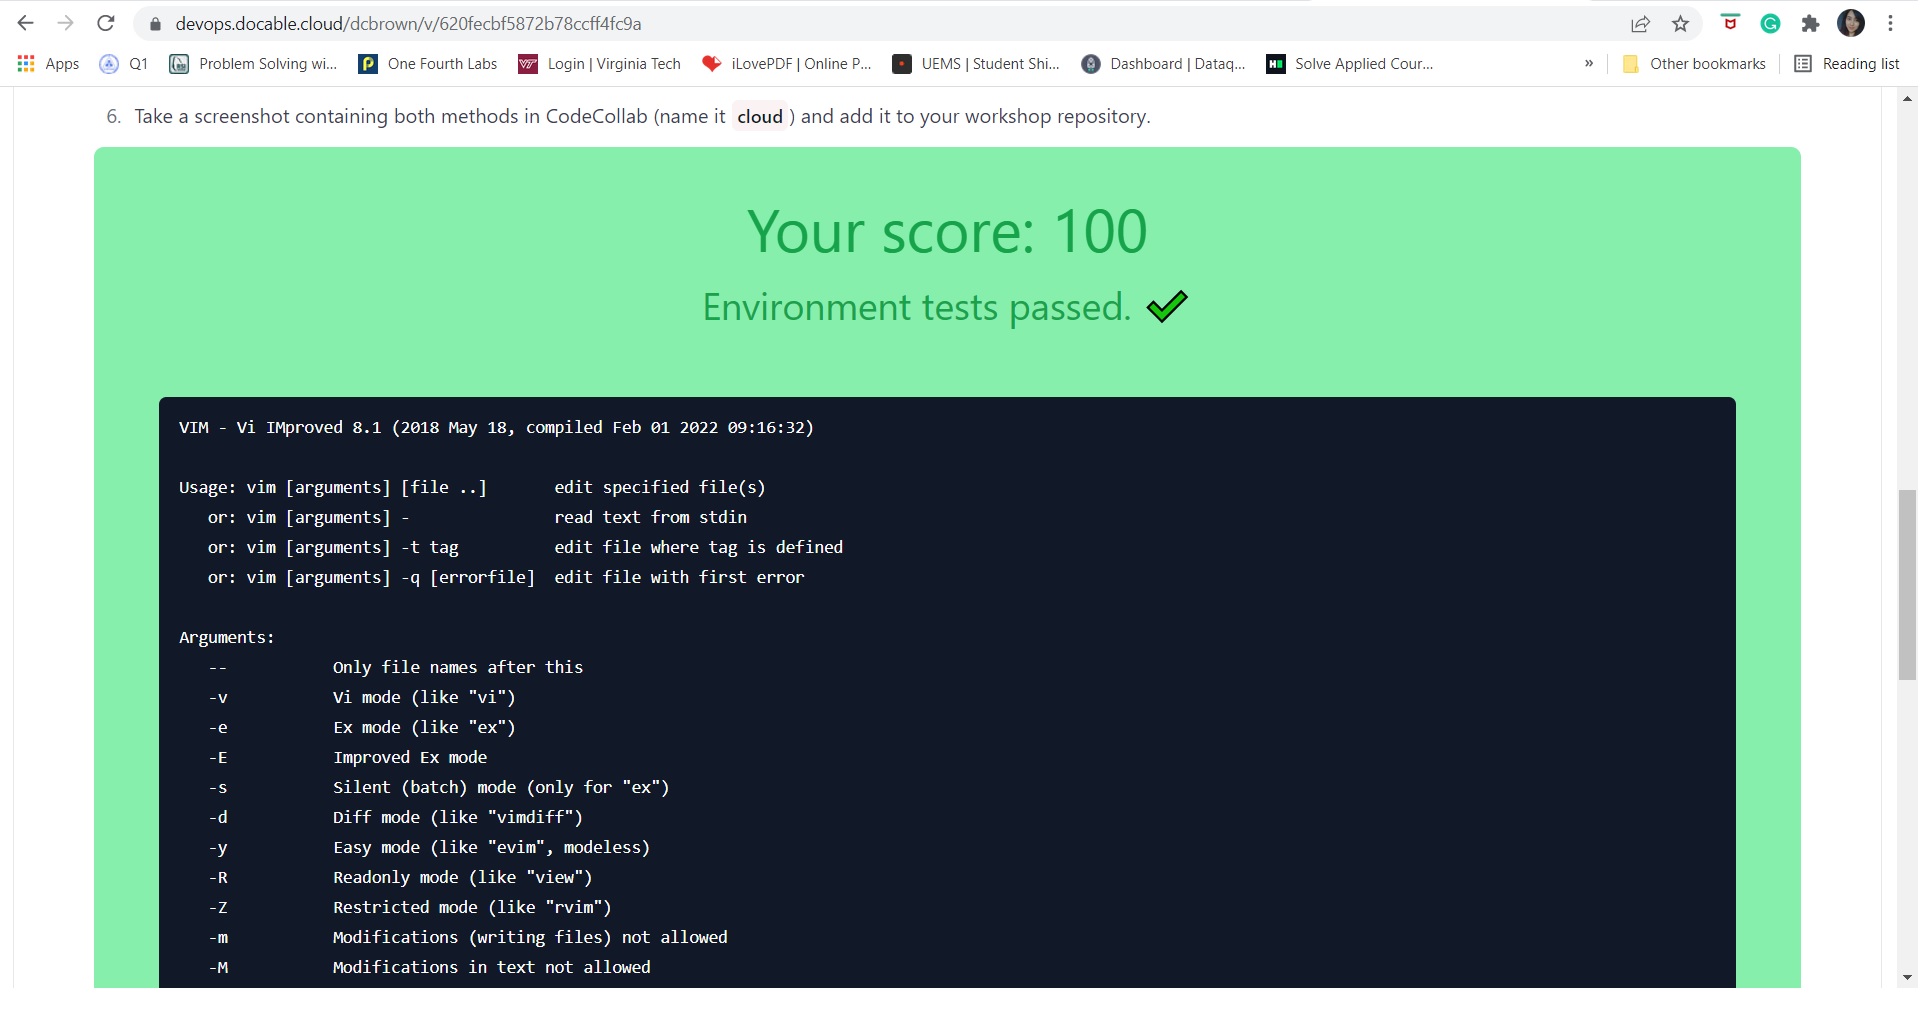 devops.docable.cloud/dcbrown/v/620fecbf5872b78ccff4fc9a
Apps Q1 Problem Solving wi... One Fourth Labs Login | Virginia Tech iLovePDF | Online P... UEMS | Student Shi... Dashboard | Dataq... Solve Applied Cour... » Other bookmarks Reading list
6. Take a screenshot containing both methods in CodeCollab (name it cloud ) and add it to your workshop repository.
Your score: 100
Environment tests passed. ✔
VIM - Vi IMproved 8.1 (2018 May 18, compiled Feb 01 2022 09:16:32)
Usage: vim [arguments] [file ..]       edit specified file(s)
   or: vim [arguments] -               read text from stdin
   or: vim [arguments] -t tag          edit file where tag is defined
   or: vim [arguments] -q [errorfile]  edit file with first error
Arguments:
   --           Only file names after this
   -v           Vi mode (like "vi")
   -e           Ex mode (like "ex")
   -E           Improved Ex mode
   -s           Silent (batch) mode (only for "ex")
   -d           Diff mode (like "vimdiff")
   -y           Easy mode (like "evim", modeless)
   -R           Readonly mode (like "view")
   -Z           Restricted mode (like "rvim")
   -m           Modifications (writing files) not allowed
   -M           Modifications in text not allowed